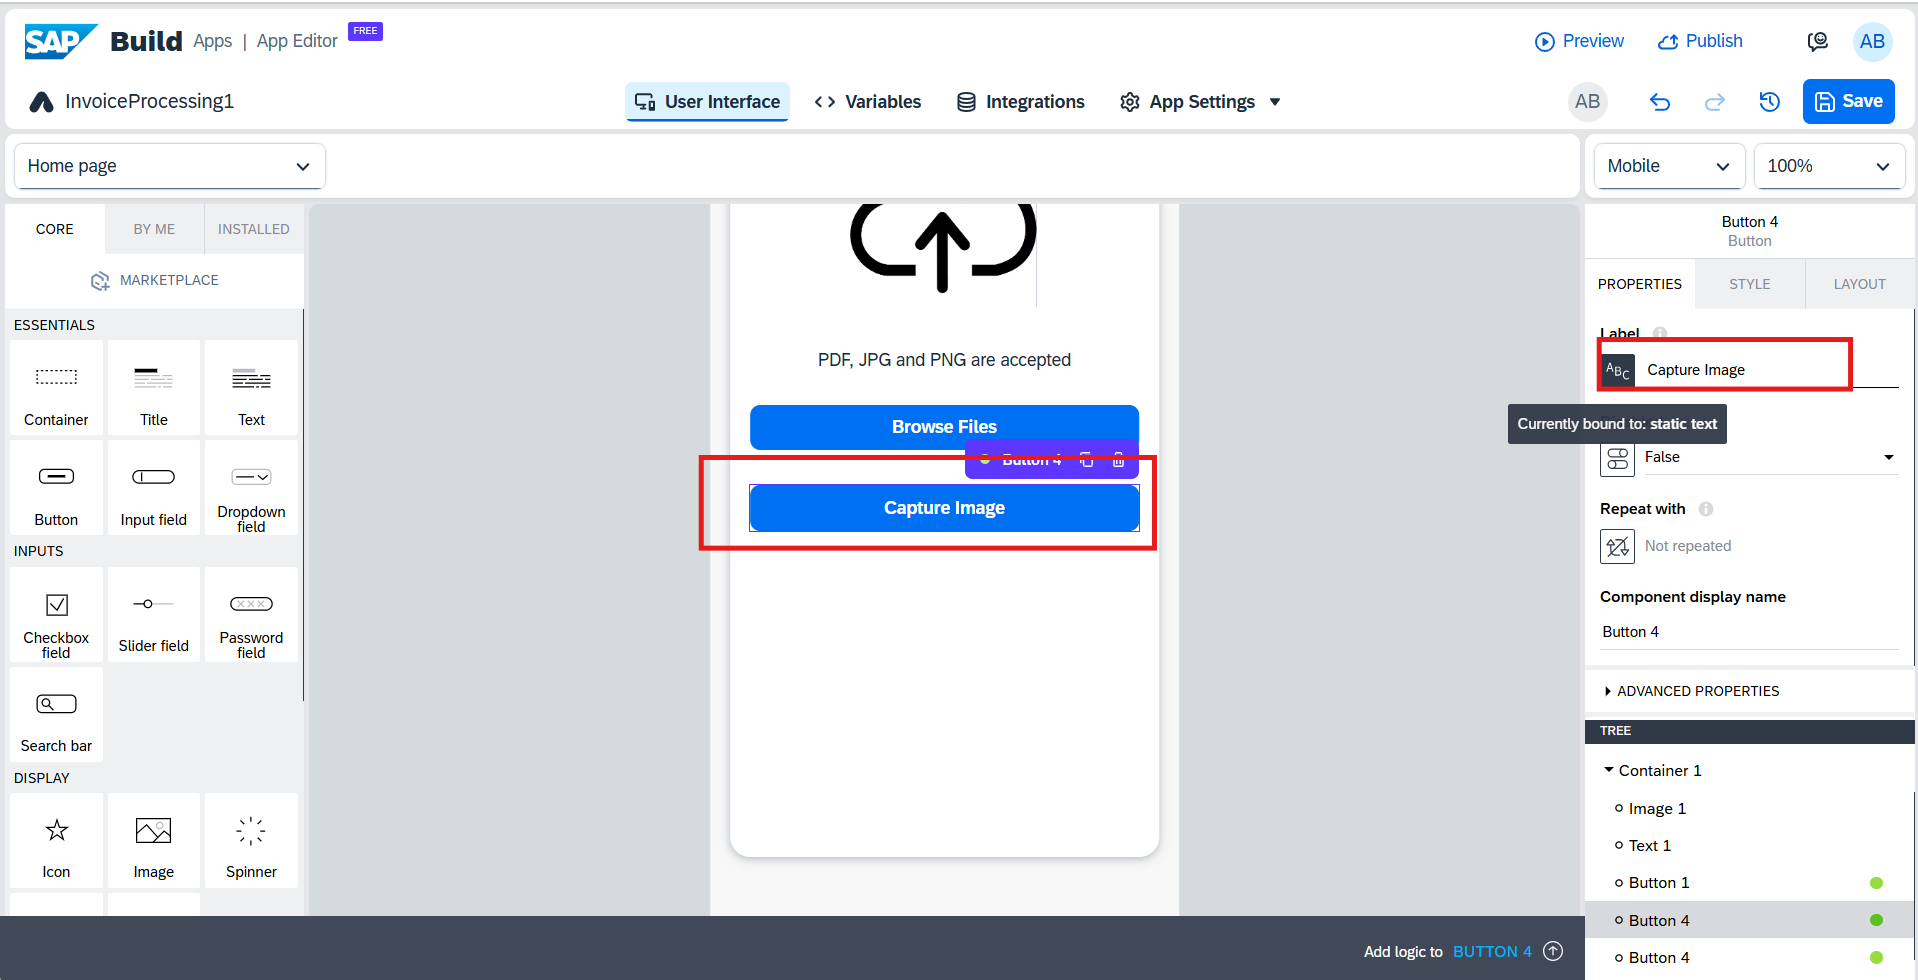 SAP Build Apps | App Editor FREE
Preview
Publish
AB
InvoiceProcessing1
User Interface
Variables
Integrations
App Settings
AB
Save
Home page
Mobile
100%
CORE
BY ME
INSTALLED
MARKETPLACE
ESSENTIALS
Container
Title
Text
Button
Input field
Dropdown
field
INPUTS
Checkbox
field
Slider field
Password
field
Search bar
DISPLAY
Icon
Image
Spinner
PDF, JPG and PNG are accepted
Browse Files
Button 4
Capture Image
Add logic to BUTTON 4
Button 4
Button
PROPERTIES
STYLE
LAYOUT
Label
ABC
Capture Image
Currently bound to: static text
False
Repeat with
Not repeated
Component display name
Button 4
ADVANCED PROPERTIES
TREE
Container 1
Image 1
Text 1
Button 1
Button 4
Button 4